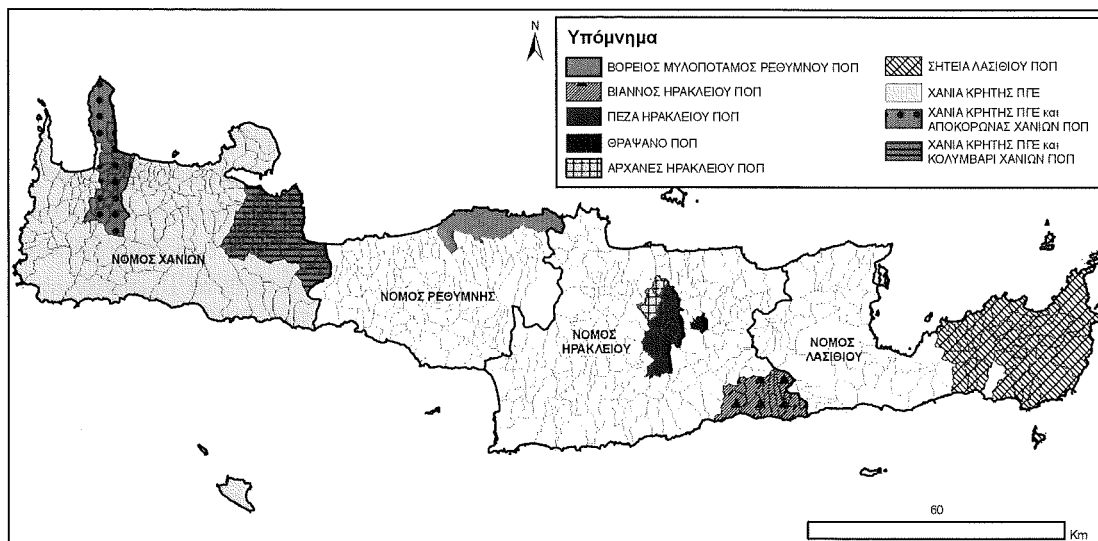 N
Υπόμνημα
ΒΟΡΕΙΟΣ ΜΥΛΟΠΟΤΑΜΟΣ ΡΕΘΥΜΝΟΥ ΠΟΠ
ΒΙΑΝΝΟΣ ΗΡΑΚΛΕΙΟΥ ΠΟΠ
ΠΕΖΑ ΗΡΑΚΛΕΙΟΥ ΠΟΠ
ΘΡΑΨΑΝΟ ΠΟΠ
ΑΡΧΑΝΕΣ ΗΡΑΚΛΕΙΟΥ ΠΟΠ
ΣΗΤΕΙΑ ΛΑΣΙΘΙΟΥ ΠΟΠ
ΧΑΝΙΑ ΚΡΗΤΗΣ ΠΓΕ
ΧΑΝΙΑ ΚΡΗΤΗΣ ΠΓΕ και
ΑΠΟΚΟΡΩΝΑΣ ΧΑΝΙΩΝ ΠΟΠ
ΧΑΝΙΑ ΚΡΗΤΗΣ ΠΓΕ και
ΚΟΛΥΜΒΑΡΙ ΧΑΝΙΩΝ ΠΟΠ
ΝΟΜΟΣ ΧΑΝΙΩΝ
ΝΟΜΟΣ ΡΕΘΥΜΝΗΣ
ΝΟΜΟΣ
ΗΡΑΚΛΕΙΟΥ
ΝΟΜΟΣ
ΛΑΣΙΘΙΟΥ
60
Km